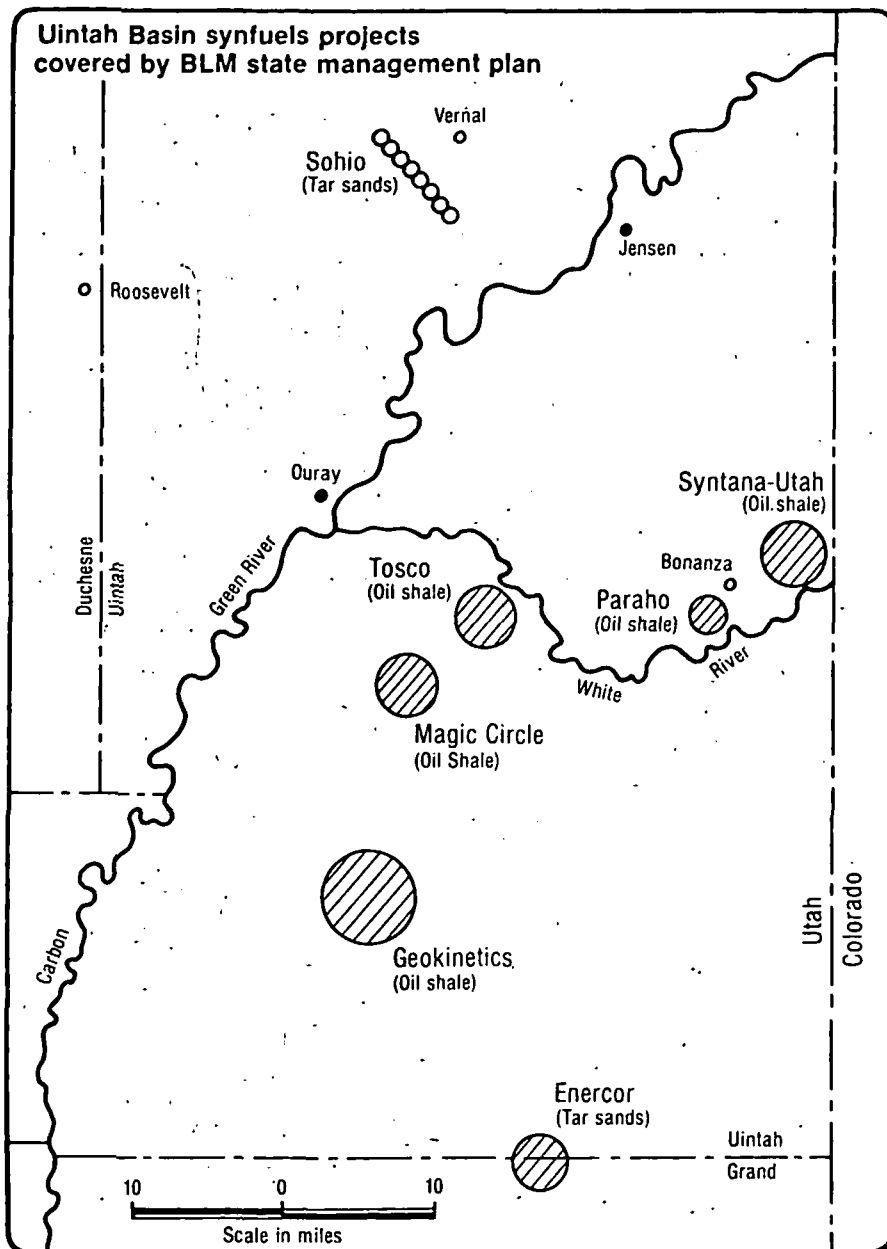 Uintah Basin synfuels projects
covered by BLM state management plan
Vernal
Sohio
(Tar sands)
Jensen
Roosevelt
Ouray
Syntana-Utah
(Oil shale)
Duchesne
Uintah
Green River
Tosco
(Oil shale)
Bonanza
Paraho
(Oil shale)
White
River
Magic Circle
(Oil Shale)
Carbon
Geokinetics
(Oil shale)
Utah
Colorado
Enercor
(Tar sands)
Uintah
Grand
10 0 10
Scale in miles